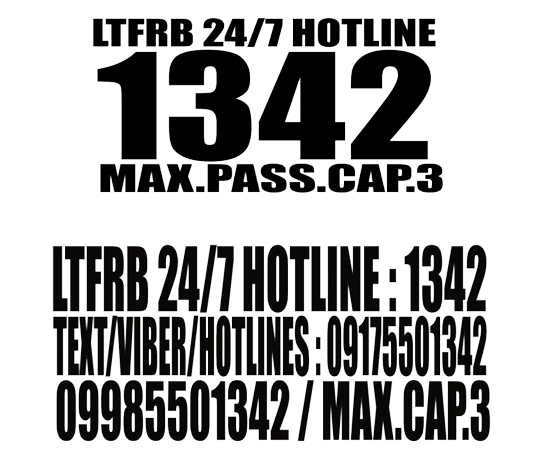 LTFRB 24/7 HOTLINE
1342
MAX.PASS.CAP.3
LTFRB 24/7 HOTLINE : 1342
TEXT/VIBER/HOTLINES : 09175501342
09985501342 / MAX.CAP.3